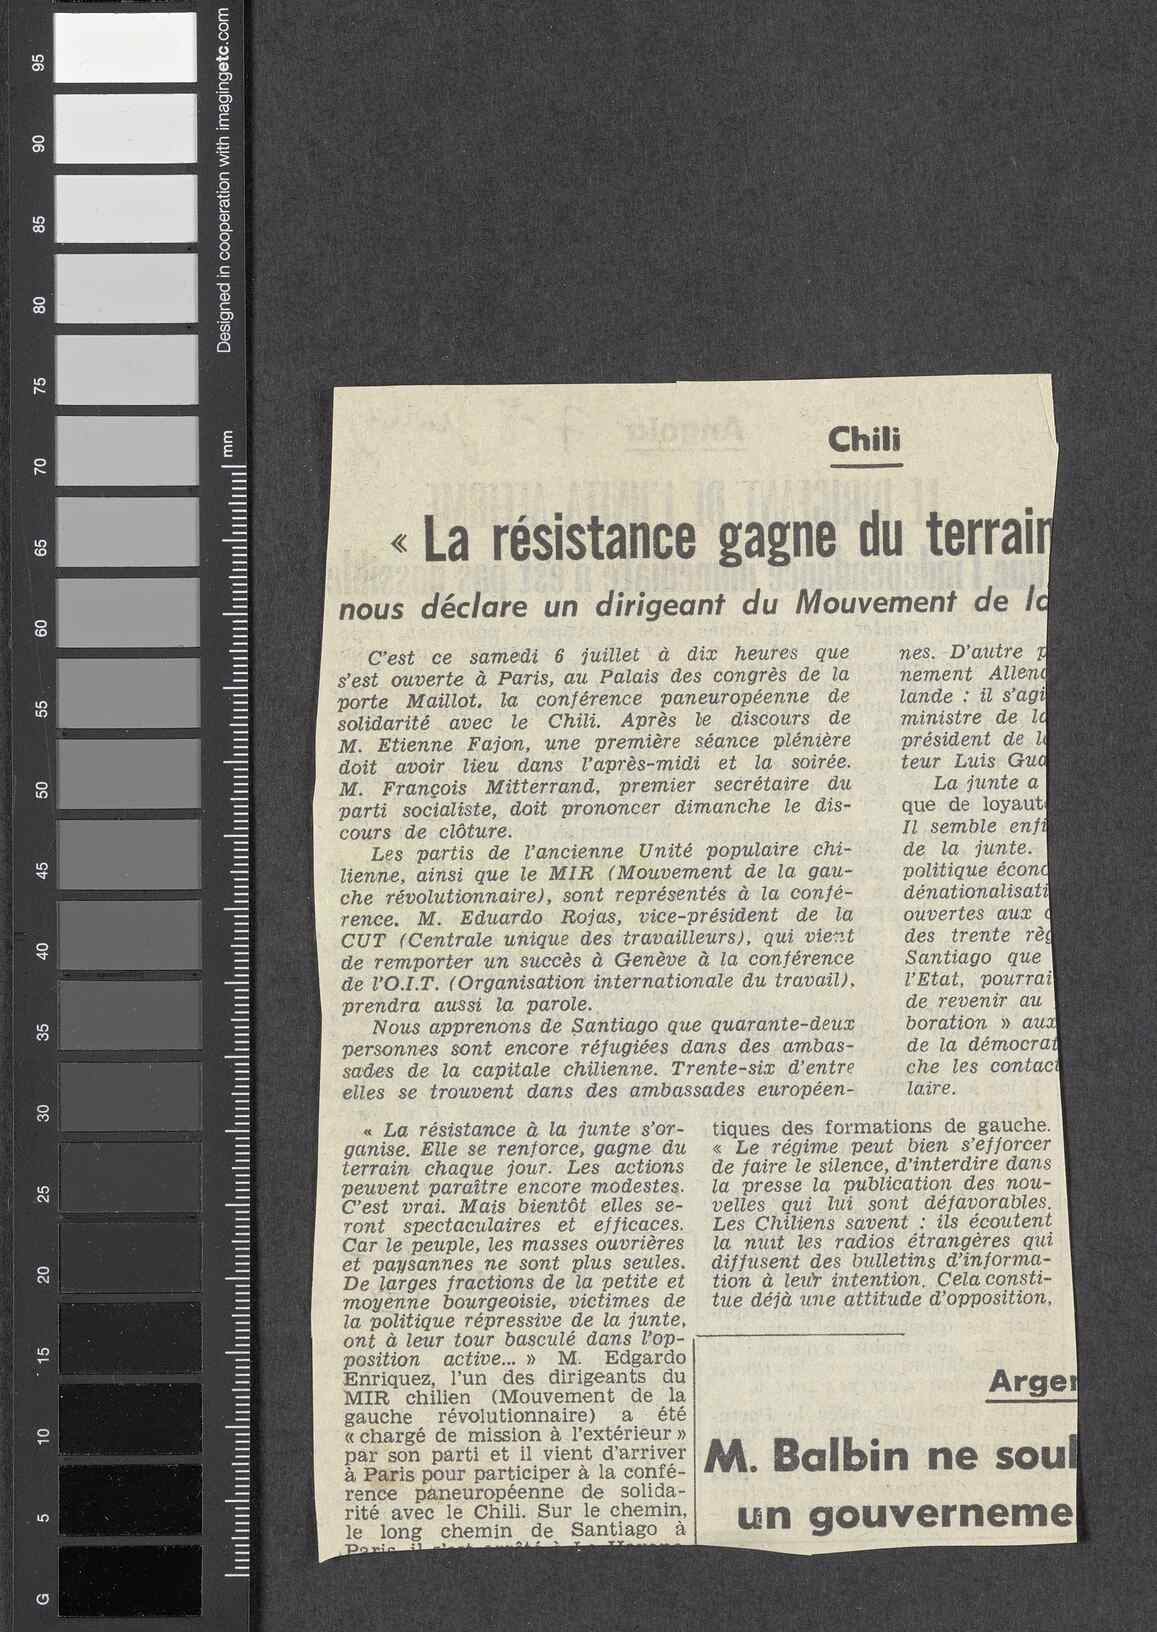 Designed in cooperation with imagingetc.com
mm
95
90
85
80
75
70
65
60
55
50
45
40
35
30
25
20
15
10
5
G
Chili
« La résistance gagne du terrain
nous déclare un dirigeant du Mouvement de la
C'est ce samedi 6 juillet à dix heures que
s'est ouverte à Paris, au Palais des congrès de la
porte Maillot, la conférence paneuropéenne de
solidarité avec le Chili. Après le discours de
M. Etienne Fajon, une première séance plénière
doit avoir lieu dans l'après-midi et la soirée.
M. François Mitterrand, premier secrétaire du
parti socialiste, doit prononcer dimanche le dis-
cours de clôture.
Les partis de l'ancienne Unité populaire chi-
lienne, ainsi que le MIR (Mouvement de la gau-
che révolutionnaire), sont représentés à la confé-
rence. M. Eduardo Rojas, vice-président de la
CUT (Centrale unique des travailleurs), qui vient
de remporter un succès à Genève à la conférence
de l'O.I.T. (Organisation internationale du travail),
prendra aussi la parole.
Nous apprenons de Santiago que quarante-deux
personnes sont encore réfugiées dans des ambas-
sades de la capitale chilienne. Trente-six d'entre
elles se trouvent dans des ambassades européen-
nes. D'autre p
nement Allend
lande : il s'agi
ministre de la
président de l
teur Luis Gua
La junte a
que de loyaut
Il semble enfi
de la junte.
politique écono
dénationalisati
ouvertes aux
des trente règ
Santiago que
l'Etat, pourrai
de revenir au
boration » aux
de la démocrat
che les contact
laire.
« La résistance à la junte s'or-
ganise. Elle se renforce, gagne du
terrain chaque jour. Les actions
peuvent paraître encore modestes.
C'est vrai. Mais bientôt elles se-
ront spectaculaires et efficaces.
Car le peuple, les masses ouvrières
et paysannes ne sont plus seules.
De larges fractions de la petite et
moyenne bourgeoisie, victimes de
la politique répressive de la junte,
ont à leur tour basculé dans l'op-
position active... » M. Edgardo
Enriquez, l'un des dirigeants du
MIR chilien (Mouvement de la
gauche révolutionnaire) a été
« chargé de mission à l'extérieur »
par son parti et il vient d'arriver
à Paris pour participer à la confé-
rence paneuropéenne de solida-
rité avec le Chili. Sur le chemin,
le long chemin de Santiago à
tiques des formations de gauche.
« Le régime peut bien s'efforcer
de faire le silence, d'interdire dans
la presse la publication des nou-
velles qui lui sont défavorables.
Les Chiliens savent : ils écoutent
la nuit les radios étrangères qui
diffusent des bulletins d'informa-
tion à leur intention. Cela consti-
tue déjà une attitude d'opposition,
Argen
M. Balbin ne soul
un gouverneme